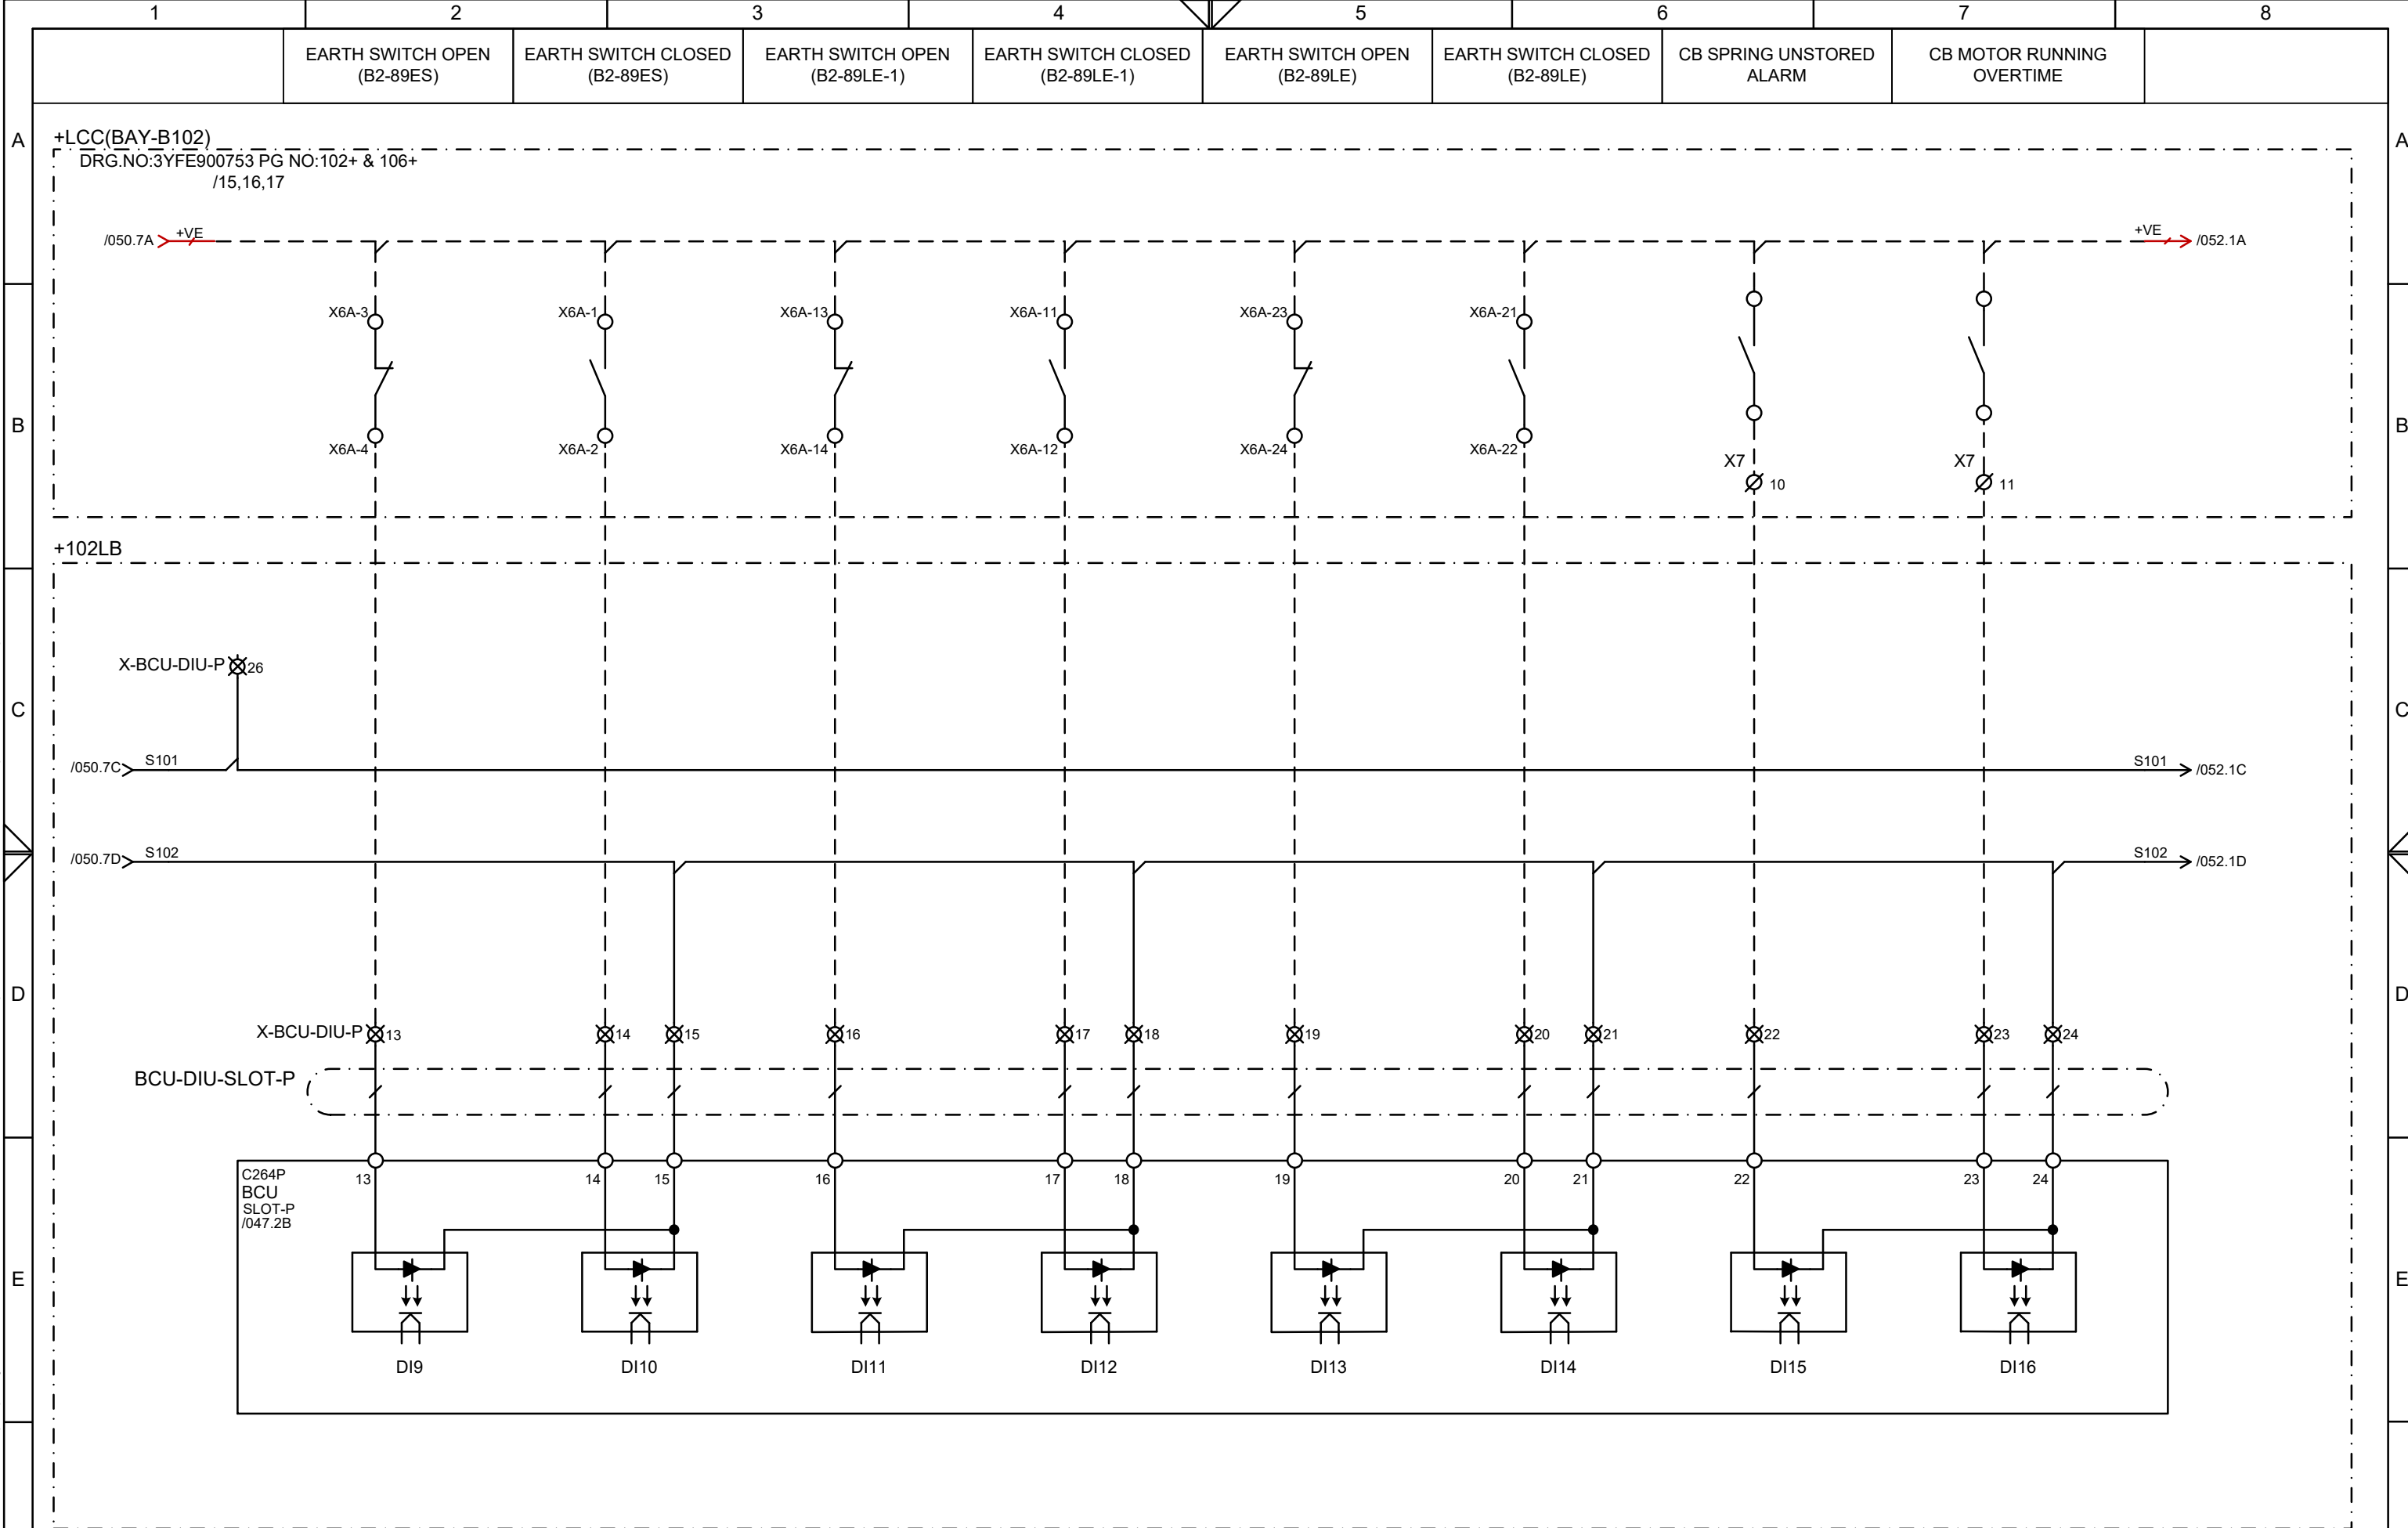 1 2 3 4 5 6 7 8
EARTH SWITCH OPEN
(B2-89ES)
EARTH SWITCH CLOSED
(B2-89ES)
EARTH SWITCH OPEN
(B2-89LE-1)
EARTH SWITCH CLOSED
(B2-89LE-1)
EARTH SWITCH OPEN
(B2-89LE)
EARTH SWITCH CLOSED
(B2-89LE)
CB SPRING UNSTORED
ALARM
CB MOTOR RUNNING
OVERTIME
A A
+LCC(BAY-B102)
DRG.NO:3YFE900753 PG NO:102+ & 106+
/15,16,17
/050.7A +VE +VE /052.1A
X6A-3 X6A-1 X6A-13 X6A-11 X6A-23 X6A-21
B B
X6A-4 X6A-2 X6A-14 X6A-12 X6A-24 X6A-22
X7 X7
10 11
+102LB
X-BCU-DIU-P 26
C C
/050.7C S101 S101 /052.1C
/050.7D S102 S102 /052.1D
D D
X-BCU-DIU-P 13 14 15 16 17 18 19 20 21 22 23 24
BCU-DIU-SLOT-P
13 14 15 16 17 18 19 20 21 22 23 24
C264P
BCU
SLOT-P
/047.2B
E E
DI9 DI10 DI11 DI12 DI13 DI14 DI15 DI16